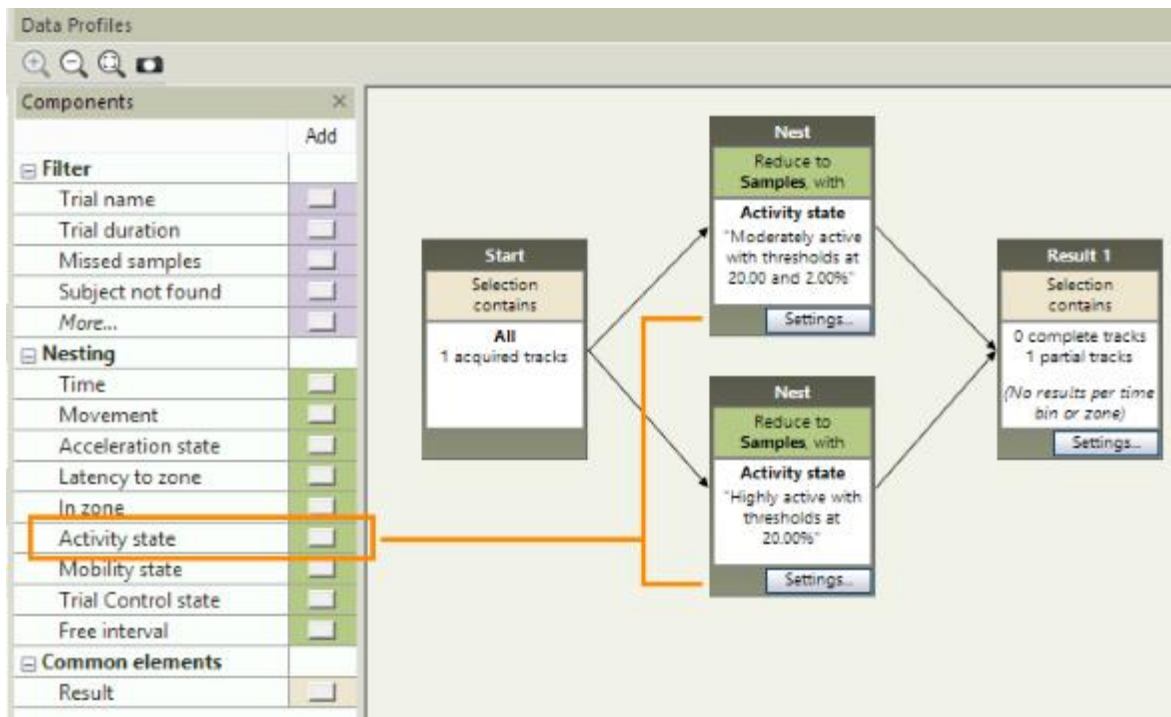 Data Profiles
Components
Add
Filter
Trial name
Trial duration
Missed samples
Subject not found
More...
Nesting
Time
Movement
Acceleration state
Latency to zone
In zone
Activity state
Mobility state
Trial Control state
Free interval
Common elements
Result
Start
Selection
contains
All
1 acquired tracks
Nest
Reduce to
Samples, with
Activity state
"Moderately active
with thresholds at
20.00 and 2.00%"
Settings...
Nest
Reduce to
Samples, with
Activity state
"Highly active with
thresholds at
20.00%"
Settings...
Result 1
Selection
contains
0 complete tracks
1 partial tracks
(No results per time
bin or zone)
Settings...